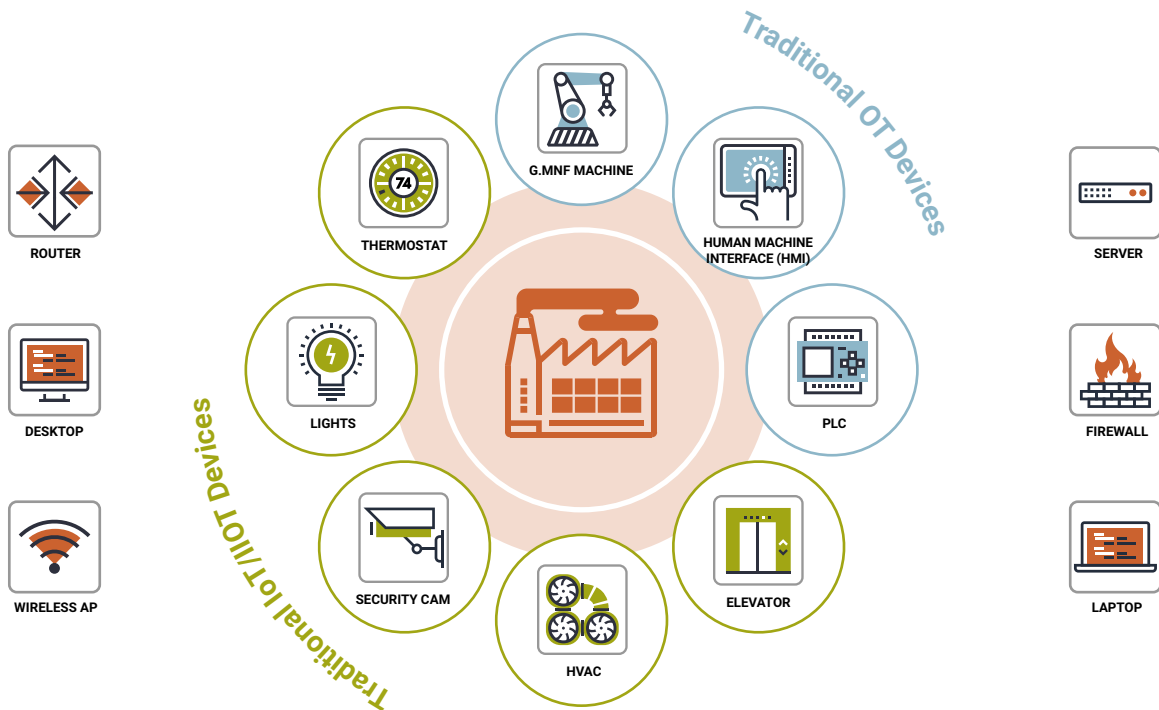 Traditional OT Devices
G.MNF MACHINE
74
THERMOSTAT
HUMAN MACHINE
INTERFACE (HMI)
ROUTER
SERVER
LIGHTS
PLC
DESKTOP
FIREWALL
Traditional IoT/IIOT Devices
SECURITY CAM
ELEVATOR
WIRELESS AP
LAPTOP
HVAC